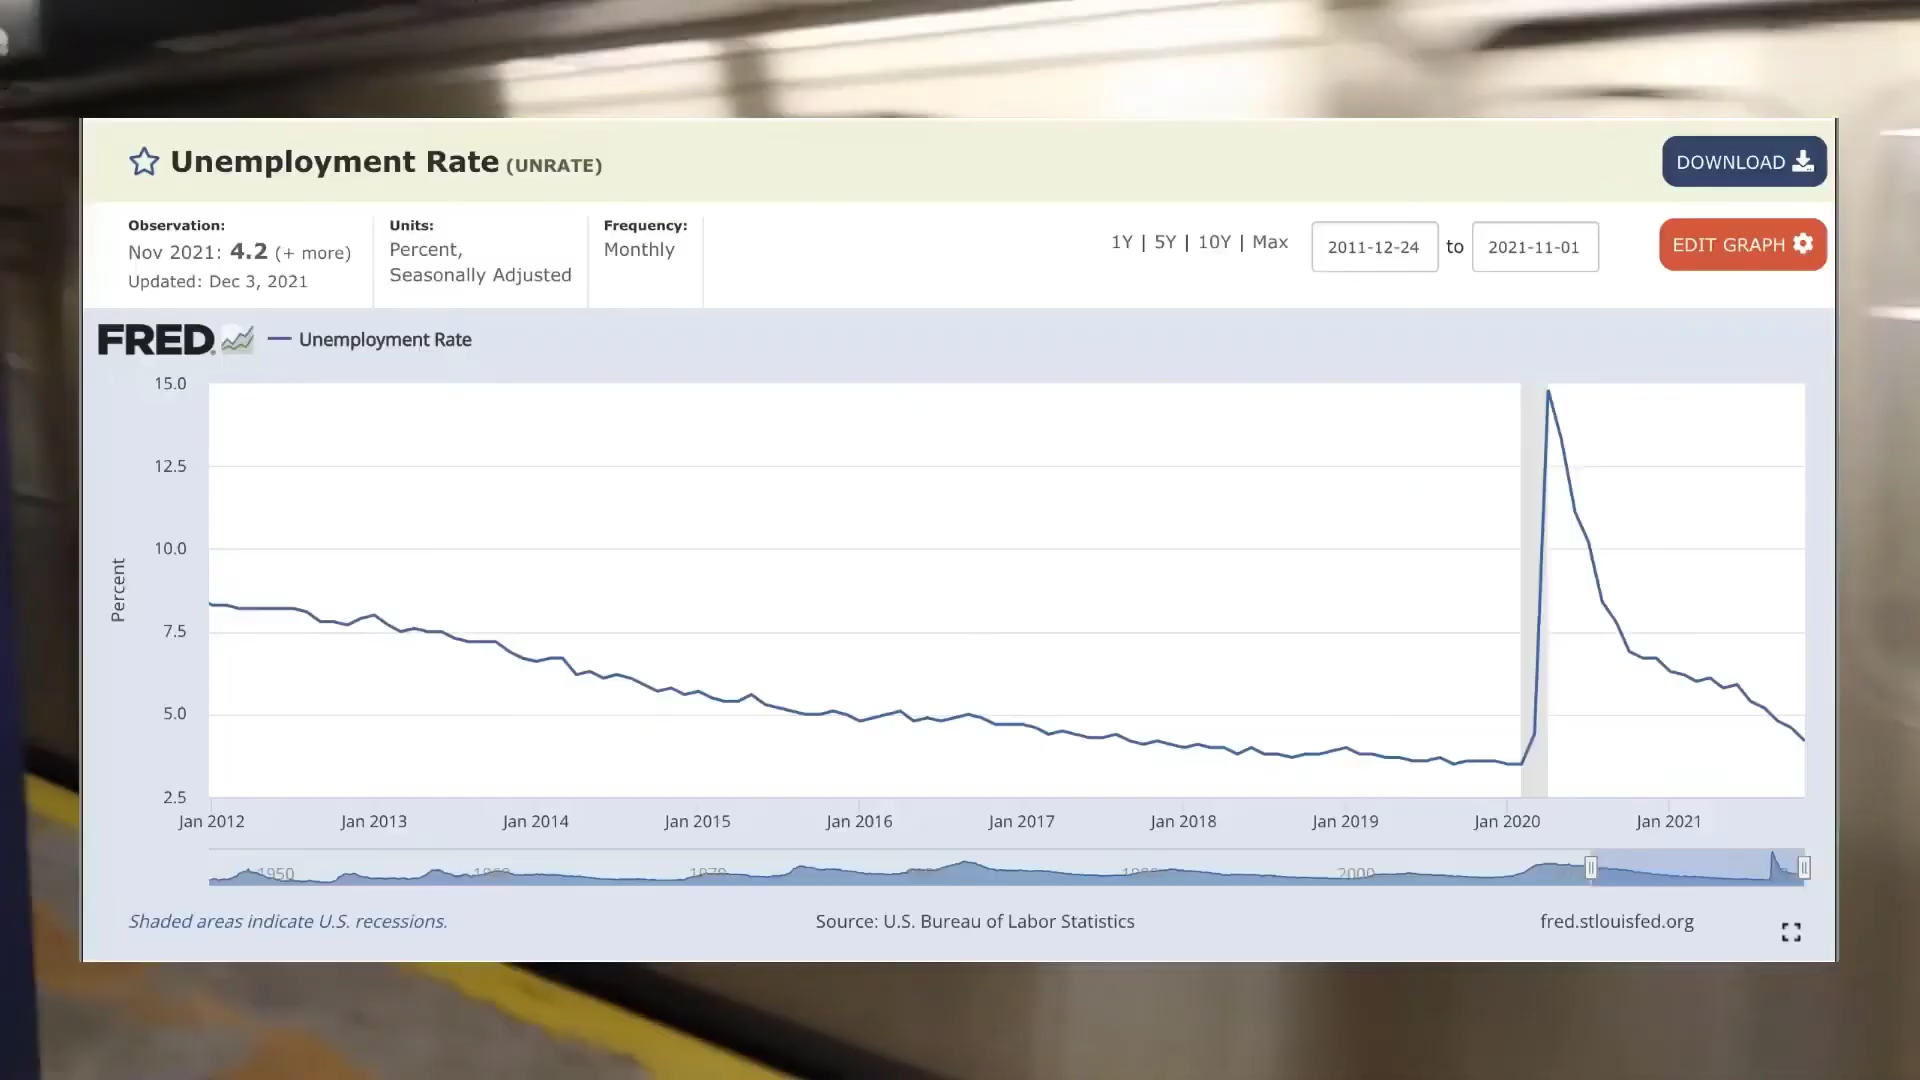 Unemployment Rate (UNRATE)
DOWNLOAD
Observation:
Nov 2021: 4.2 (+ more)
Updated: Dec 3, 2021
Units:
Percent,
Seasonally Adjusted
Frequency:
Monthly
1Y | 5Y | 10Y | Max
2011-12-24 to 2021-11-01
EDIT GRAPH
FRED
Unemployment Rate
15.0
12.5
10.0
7.5
5.0
2.5
Percent
Jan 2012 Jan 2013 Jan 2014 Jan 2015 Jan 2016 Jan 2017 Jan 2018 Jan 2019 Jan 2020 Jan 2021
1950 1960 1970 2000
Shaded areas indicate U.S. recessions.
Source: U.S. Bureau of Labor Statistics
fred.stlouisfed.org